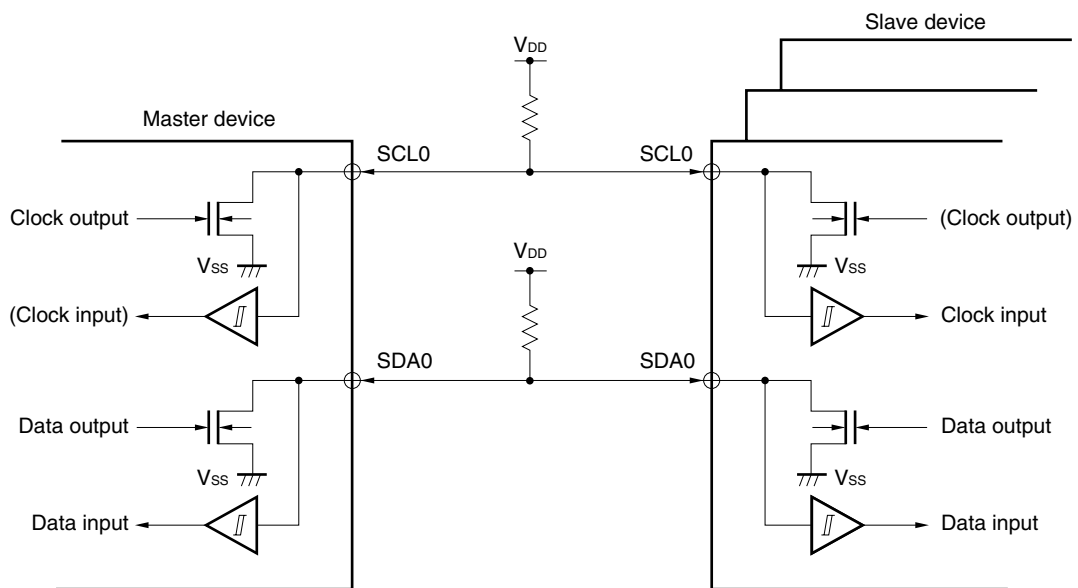 Slave device
VDD
Master device
SCL0
SCL0
Clock output
(Clock output)
VSS
VSS
VDD
(Clock input)
Clock input
SDA0
SDA0
Data output
Data output
VSS
VSS
Data input
Data input